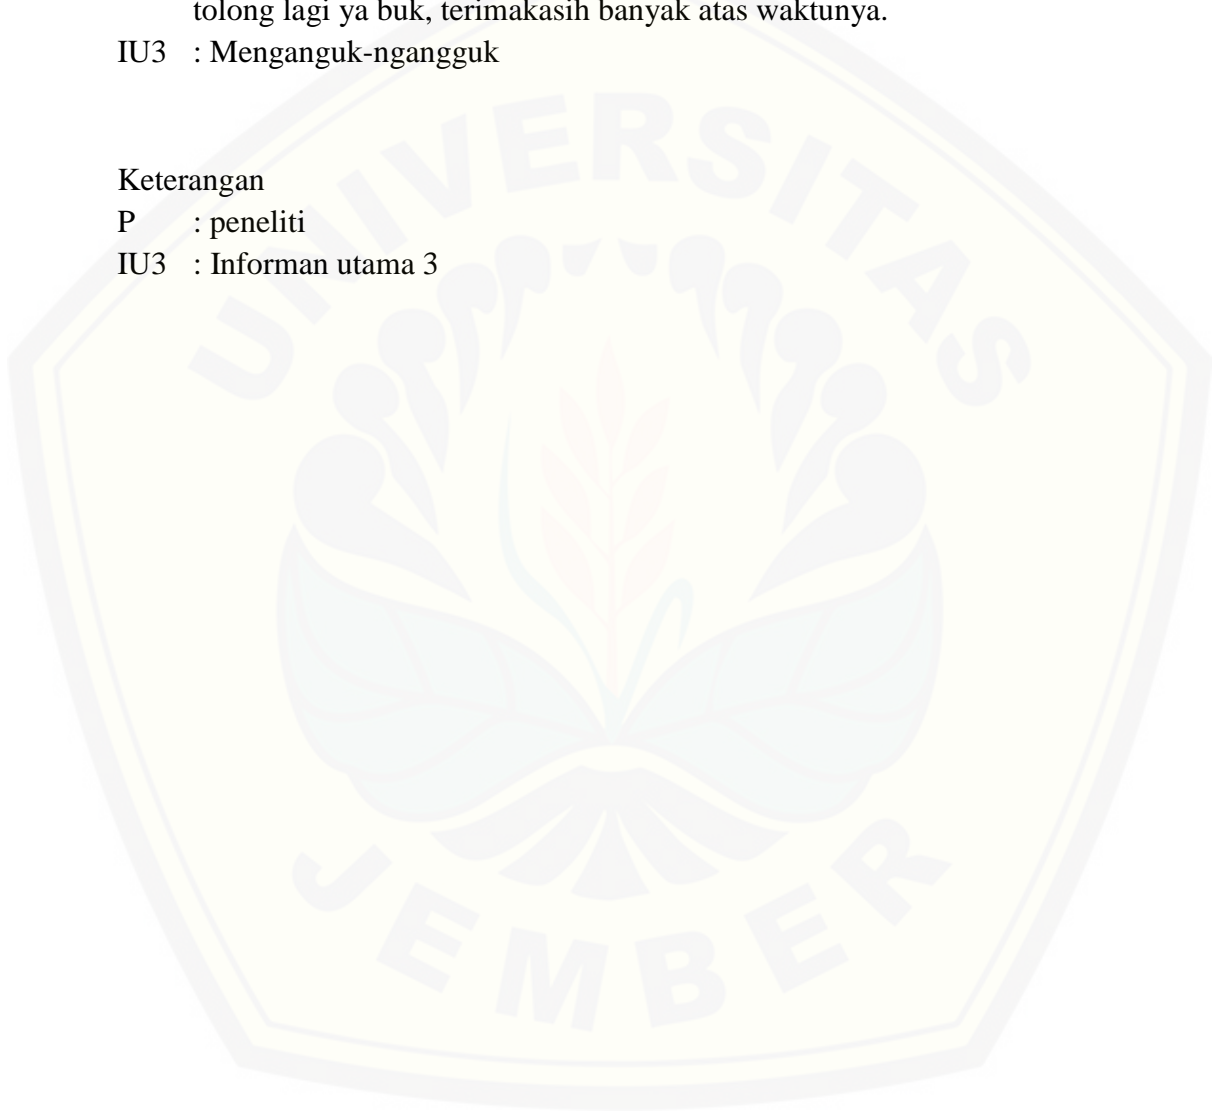 tolong lagi ya buk, terimakasih banyak atas waktunya.
IU3 : Menganguk-ngangguk
Keterangan
P : peneliti
IU3 : Informan utama 3
UNIVERSITAS
JEMBER